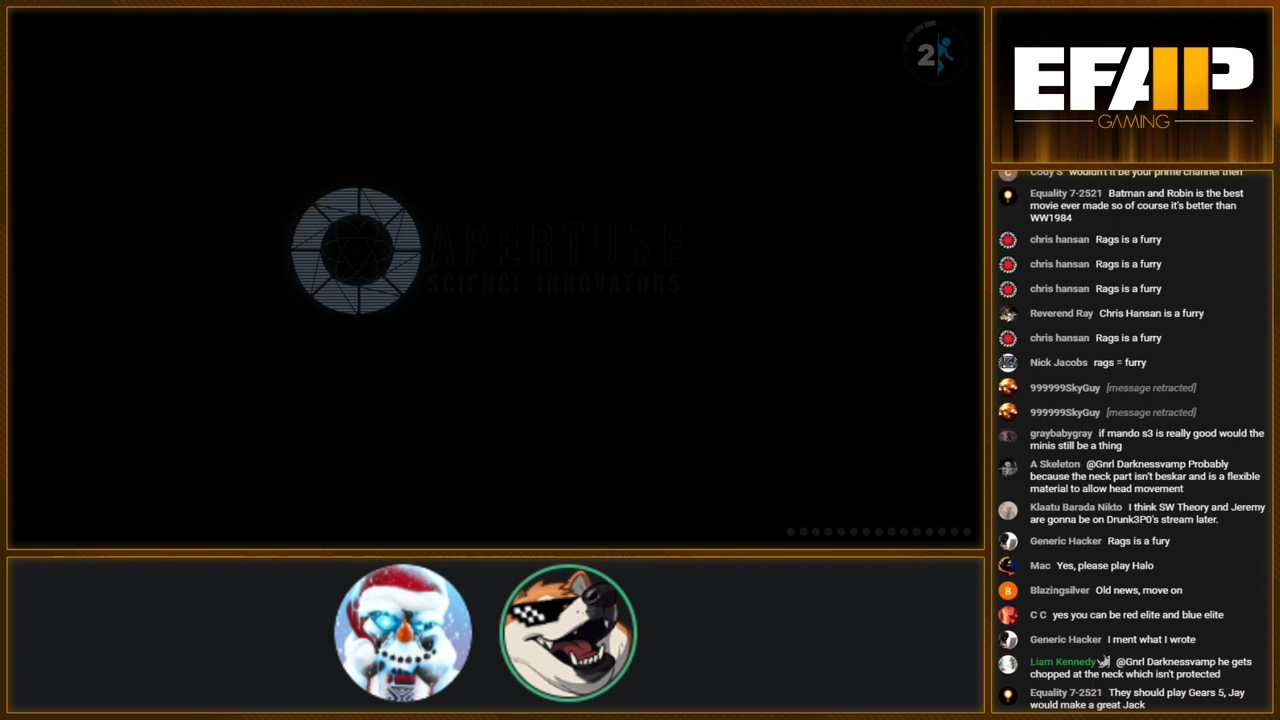 2
APERTURE
SCIENCE INNOVATORS
EFAP
GAMING
C
Cody S wouldn't it be your prime channel then
Equality 7-2521 Batman and Robin is the best
movie ever made so of course it's better than
WW1984
chris hansan Rags is a furry
chris hansan Rags is a furry
chris hansan Rags is a furry
Reverend Ray Chris Hansan is a furry
chris hansan Rags is a furry
Nick Jacobs rags = furry
999999SkyGuy [message retracted]
999999SkyGuy [message retracted]
graybabygray if mando s3 is really good would the
minis still be a thing
A Skeleton @Gnrl Darknessvamp Probably
because the neck part isn't beskar and is a flexible
material to allow head movement
Klaatu Barada Nikto I think SW Theory and Jeremy
are gonna be on Drunk3P0's stream later.
Generic Hacker Rags is a fury
Mac Yes, please play Halo
B
Blazingsilver Old news, move on
C C yes you can be red elite and blue elite
Generic Hacker I ment what I wrote
Liam Kennedy @Gnrl Darknessvamp he gets
chopped at the neck which isn't protected
Equality 7-2521 They should play Gears 5, Jay
would make a great Jack